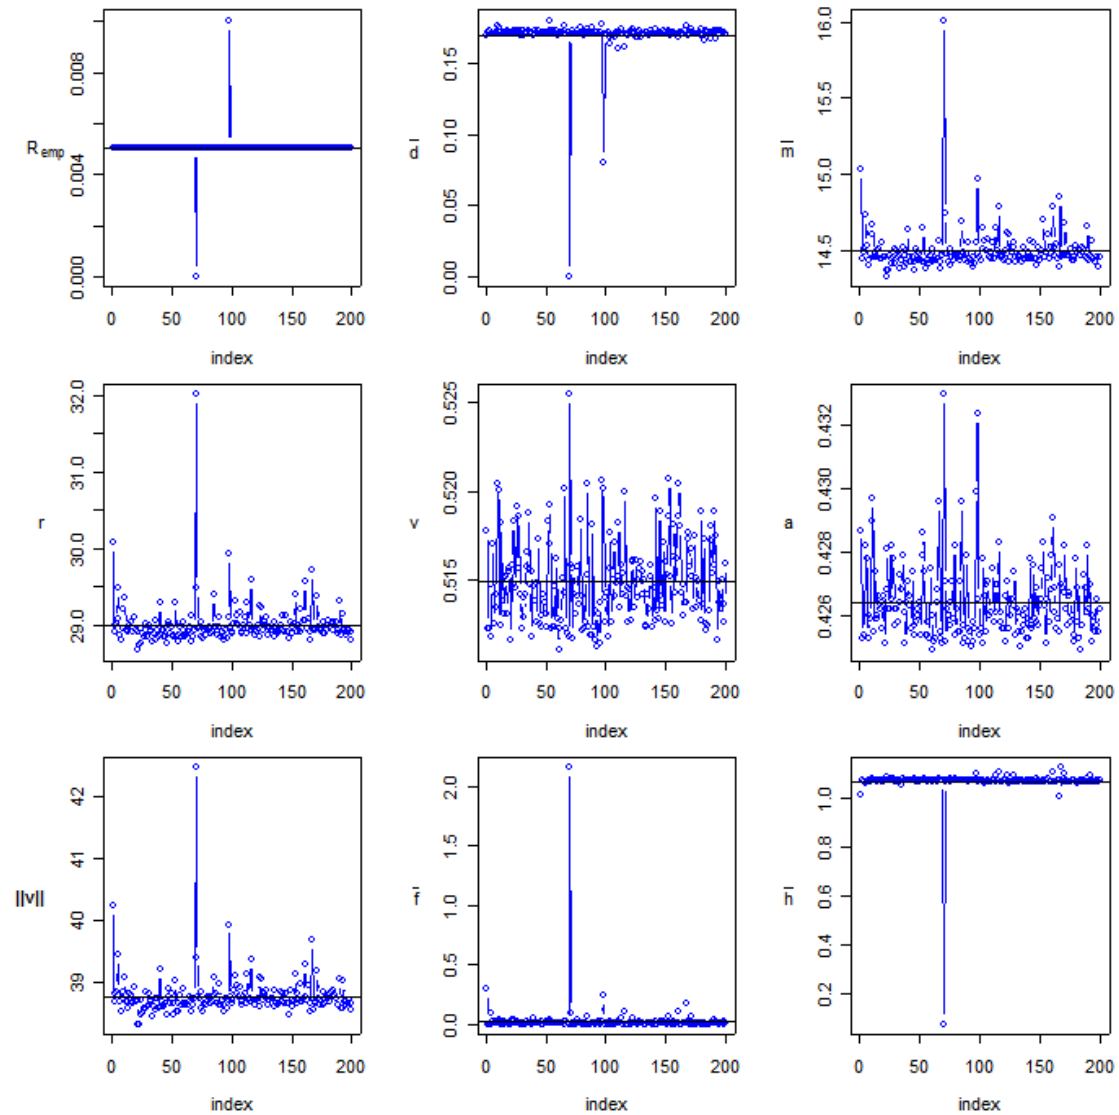 R emp
0.000 0.004 0.008
0 50 100 150 200
index
d̄
0.00 0.05 0.10 0.15
0 50 100 150 200
index
m̄
14.5 15.0 15.5 16.0
0 50 100 150 200
index
r
29.0 30.0 31.0 32.0
0 50 100 150 200
index
v
0.515 0.520 0.525
0 50 100 150 200
index
a
0.426 0.428 0.430 0.432
0 50 100 150 200
index
||v||
39 40 41 42
0 50 100 150 200
index
f̄
0.0 0.5 1.0 1.5 2.0
0 50 100 150 200
index
h̄
0.2 0.4 0.6 0.8 1.0
0 50 100 150 200
index